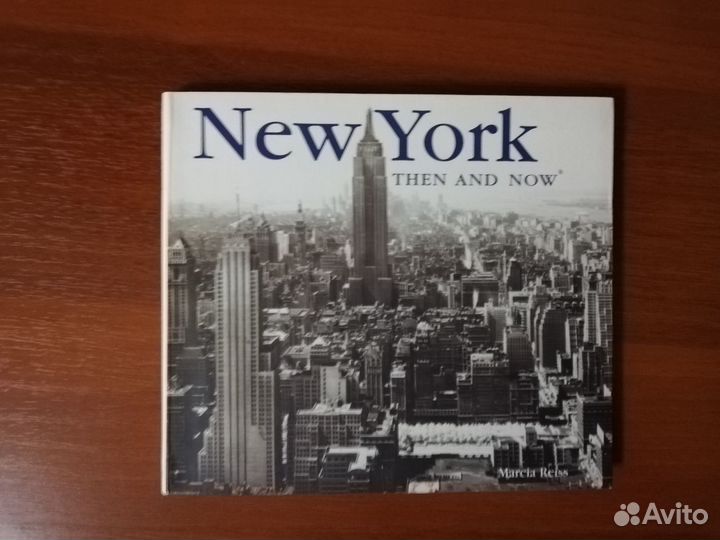 New York
THEN AND NOW®
Marcia Reiss
Avito